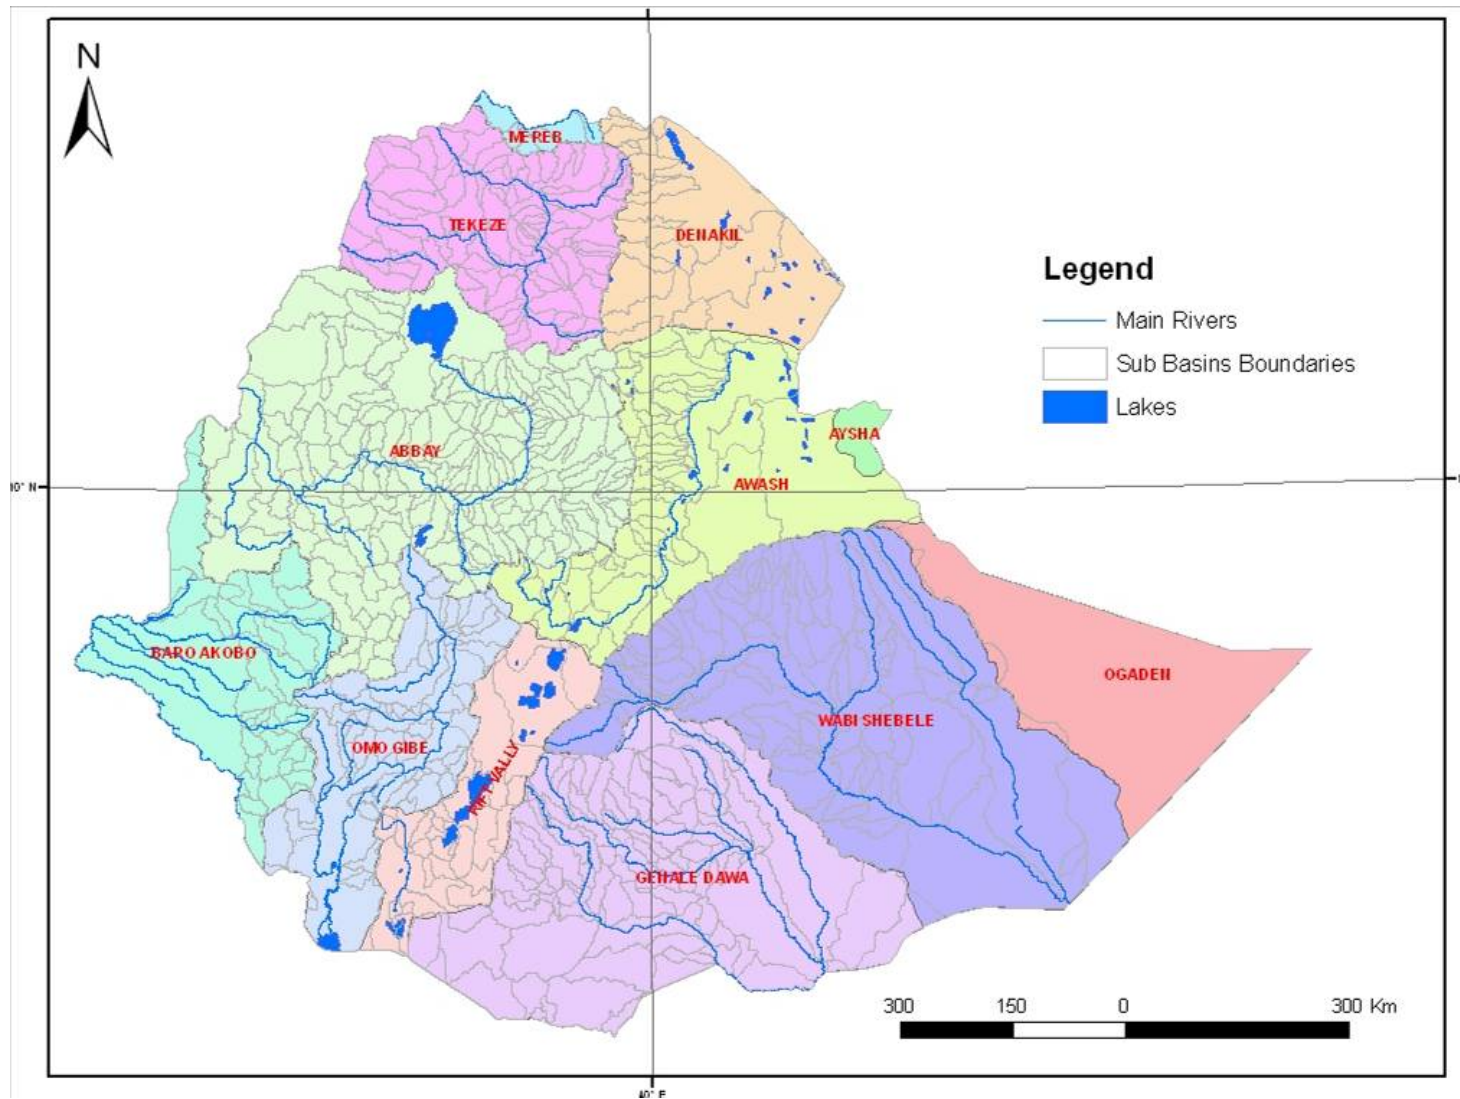 N
MEREB
TEKEZE
DENAKIL
Legend
Main Rivers
Sub Basins Boundaries
Lakes
AYSHA
ABBAY
AWASH
BARO AKOBO
OGADEN
WABI SHEBELE
OMO GIBE
RIFT VALLY
GEHALE DAWA
300 150 0 300 Km